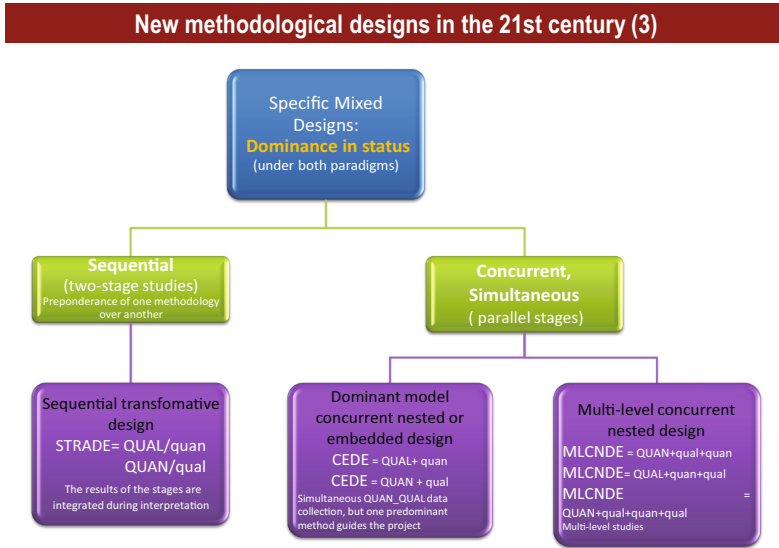 New methodological designs in the 21st century (3)
Specific Mixed
Designs:
Dominance in status
(under both paradigms)
Sequential
(two-stage studies)
Preponderance of one methodology
over another
Concurrent,
Simultaneous
( parallel stages)
Sequential transfomative
design
STRADE= QUAL/quan
QUAN/qual
The results of the stages are
integrated during interpretation
Dominant model
concurrent nested or
embedded design
CEDE = QUAL+ quan
CEDE = QUAN + qual
Simultaneous QUAN_QUAL data
collection, but one predominant
method guides the project
Multi-level concurrent
nested design
MLCNDE = QUAN+qual+quan
MLCNDE= QUAL+quan+qual
MLCNDE =
QUAN+qual+quan+qual
Multi-level studies